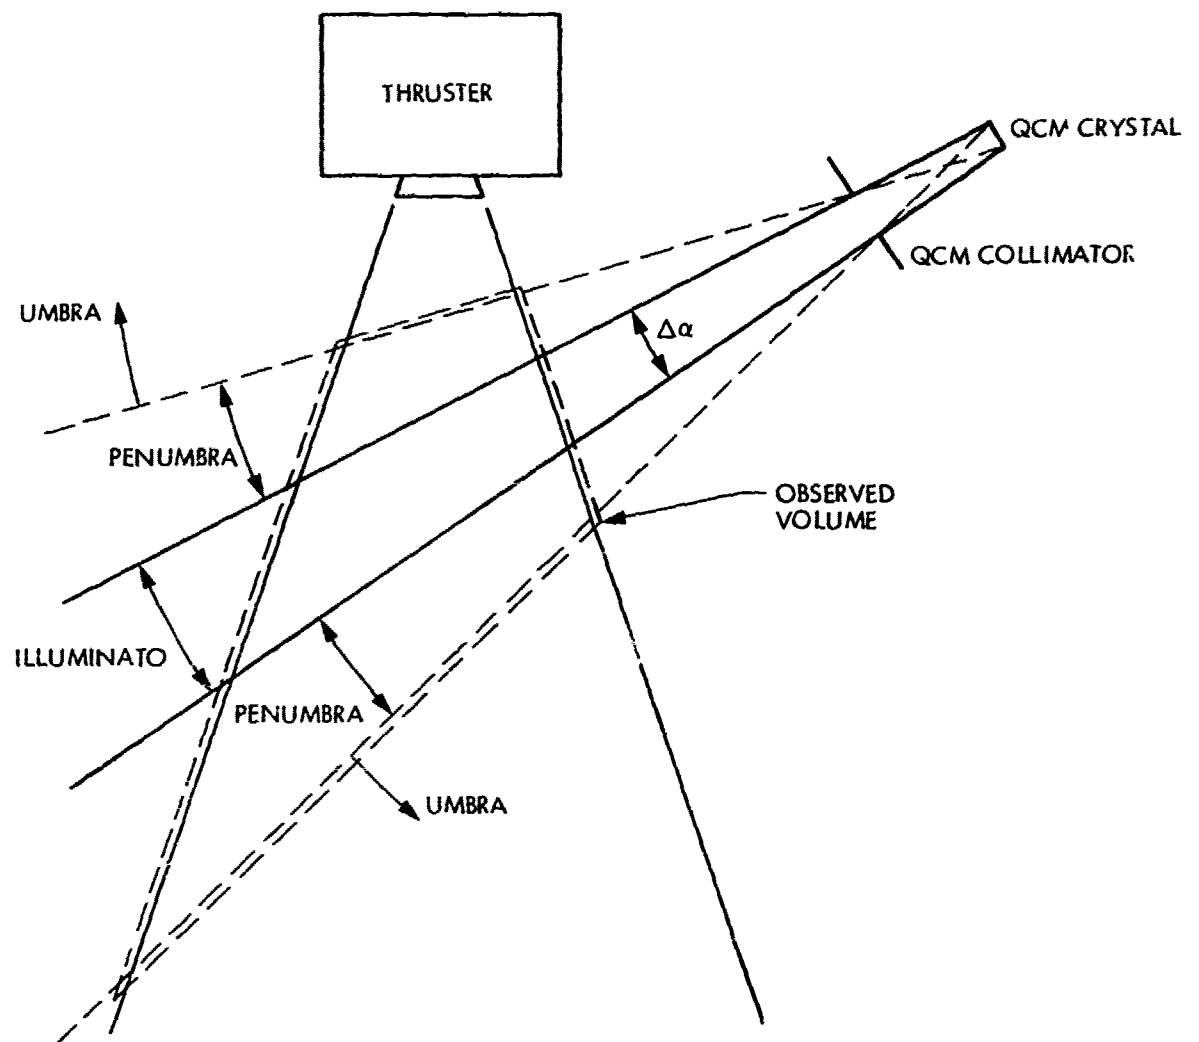 THRUSTER
QCM CRYSTAL
QCM COLLIMATOR
UMBRA
Δα
PENUMBRA
OBSERVED
VOLUME
ILLUMINATO
PENUMBRA
UMBRA